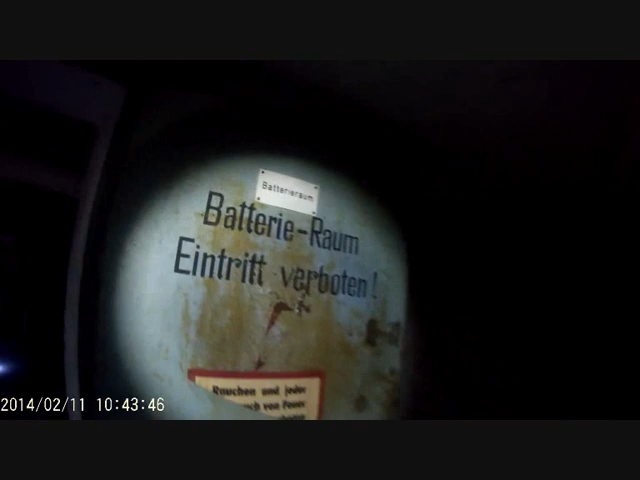 Batterieraum
Batterie-Raum
Eintritt verboten!
Rauchen und jeder
von Feuer
2014/02/11 10:43:46